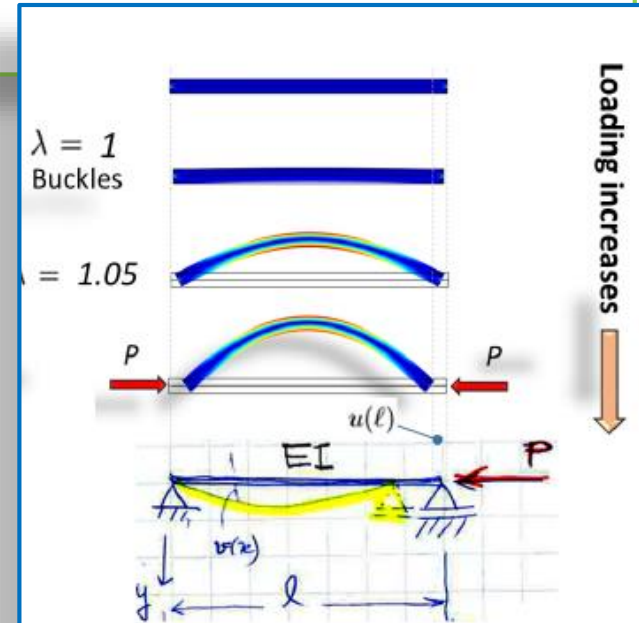 λ = 1
Buckles
= 1.05
P
P
u(ℓ)
EI
P
v(x)
y
ℓ
Loading increases